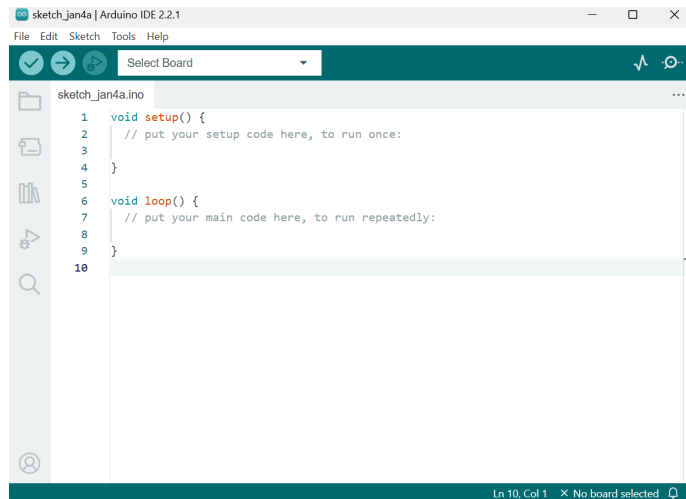 sketch_jan4a | Arduino IDE 2.2.1
File Edit Sketch Tools Help
Select Board
sketch_jan4a.ino
1 void setup() {
2 // put your setup code here, to run once:
3
4 }
5
6 void loop() {
7 // put your main code here, to run repeatedly:
8
9 }
10
Ln 10, Col 1 × No board selected